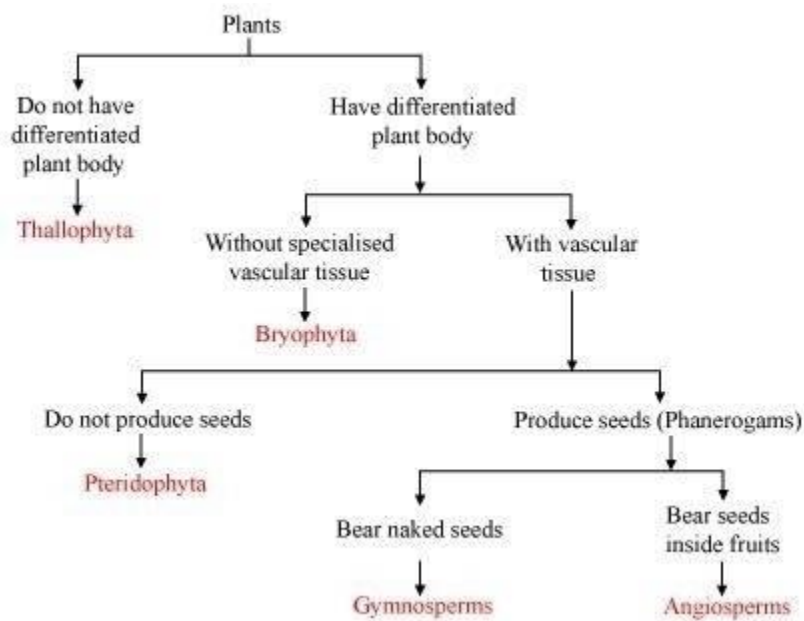 Plants
Do not have
differentiated
plant body
Have differentiated
plant body
Thallophyta
Without specialised
vascular tissue
With vascular
tissue
Bryophyta
Do not produce seeds
Produce seeds (Phanerogams)
Pteridophyta
Bear naked seeds
Bear seeds
inside fruits
Gymnosperms
Angiosperms